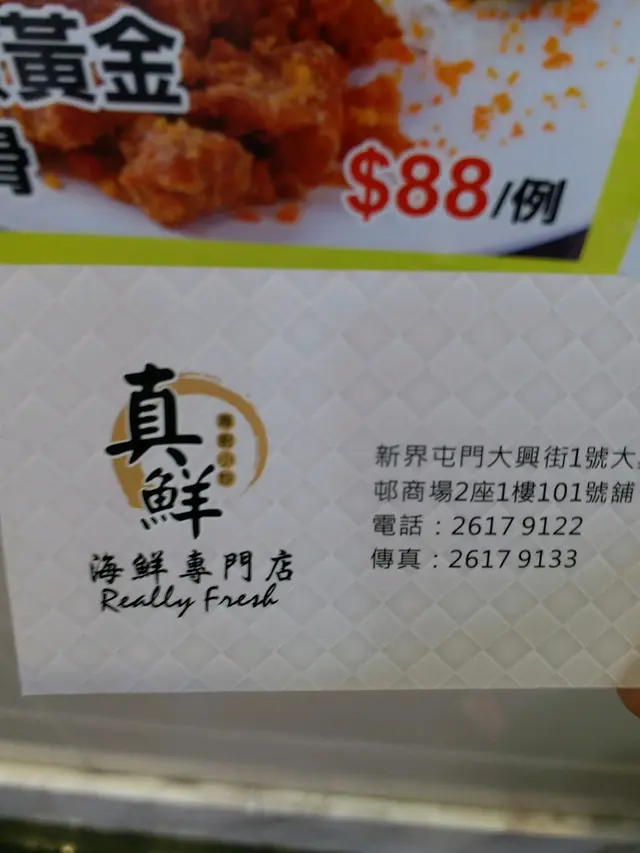 黃金
骨
$88/例
真
鮮
海鮮專門店
Really Fresh
新界屯門大興街1號大
邨商場2座1樓101號舖
電話：2617 9122
傳真：2617 9133